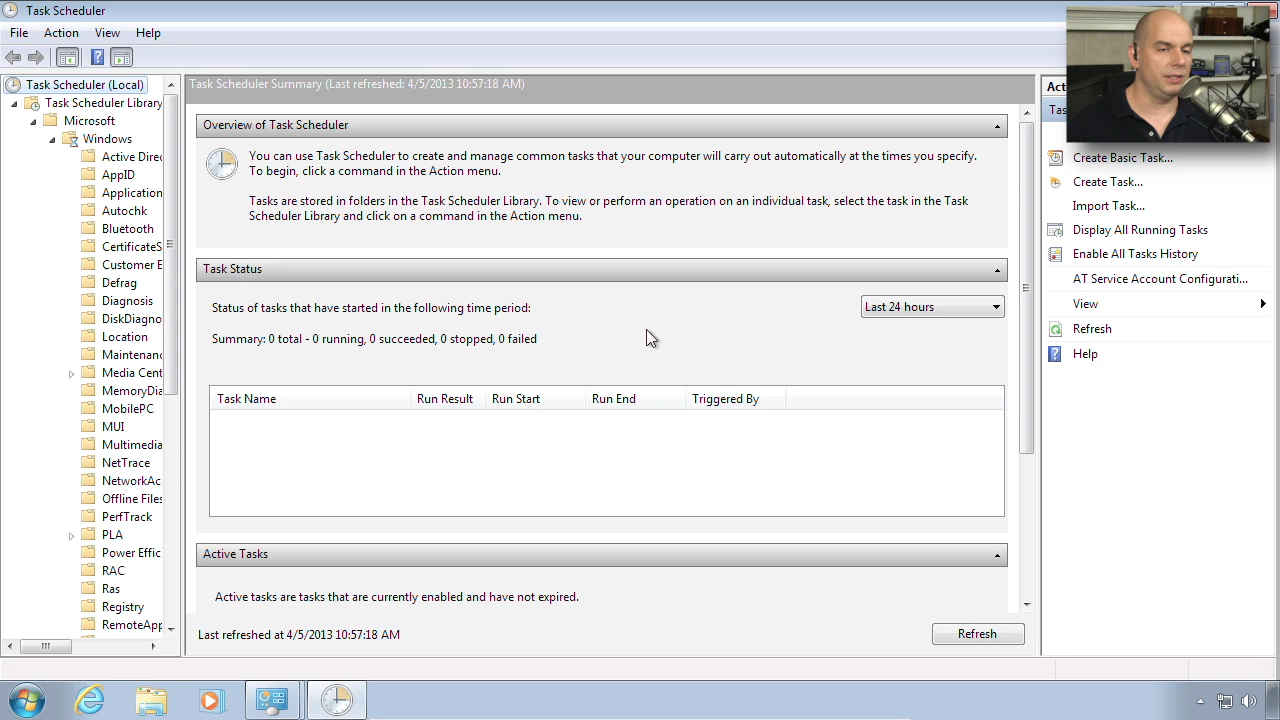 Task Scheduler
File Action View Help
Task Scheduler (Local)
Task Scheduler Library
Microsoft
Windows
Active Direc
AppID
Application
Autochk
Bluetooth
CertificateS
Customer E
Defrag
Diagnosis
DiskDiagno
Location
Maintenanc
Media Cent
MemoryDia
MobilePC
MUI
Multimedia
NetTrace
NetworkAc
Offline Files
PerfTrack
PLA
Power Effic
RAC
Ras
Registry
RemoteApp
Task Scheduler Summary (Last refreshed: 4/5/2013 10:57:18 AM)
Overview of Task Scheduler
You can use Task Scheduler to create and manage common tasks that your computer will carry out automatically at the times you specify.
To begin, click a command in the Action menu.
Tasks are stored in folders in the Task Scheduler Library. To view or perform an operation on an individual task, select the task in the Task
Scheduler Library and click on a command in the Action menu.
Task Status
Status of tasks that have started in the following time period:
Last 24 hours
Summary: 0 total - 0 running, 0 succeeded, 0 stopped, 0 failed
Task Name Run Result Run Start Run End Triggered By
Active Tasks
Active tasks are tasks that are currently enabled and have not expired.
Last refreshed at 4/5/2013 10:57:18 AM
Refresh
Act
Tas
Create Basic Task...
Create Task...
Import Task...
Display All Running Tasks
Enable All Tasks History
AT Service Account Configurati...
View
Refresh
Help